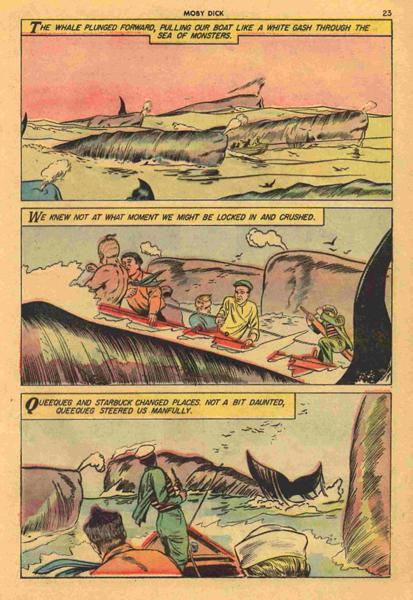 MOBY DICK
23
THE WHALE PLUNGED FORWARD, PULLING OUR BOAT LIKE A WHITE GASH THROUGH THE
SEA OF MONSTERS.
WE KNEW NOT AT WHAT MOMENT WE MIGHT BE LOCKED IN AND CRUSHED.
QUEEQUEG AND STARBUCK CHANGED PLACES. NOT A BIT DAUNTED,
QUEEQUEG STEERED US MANFULLY.